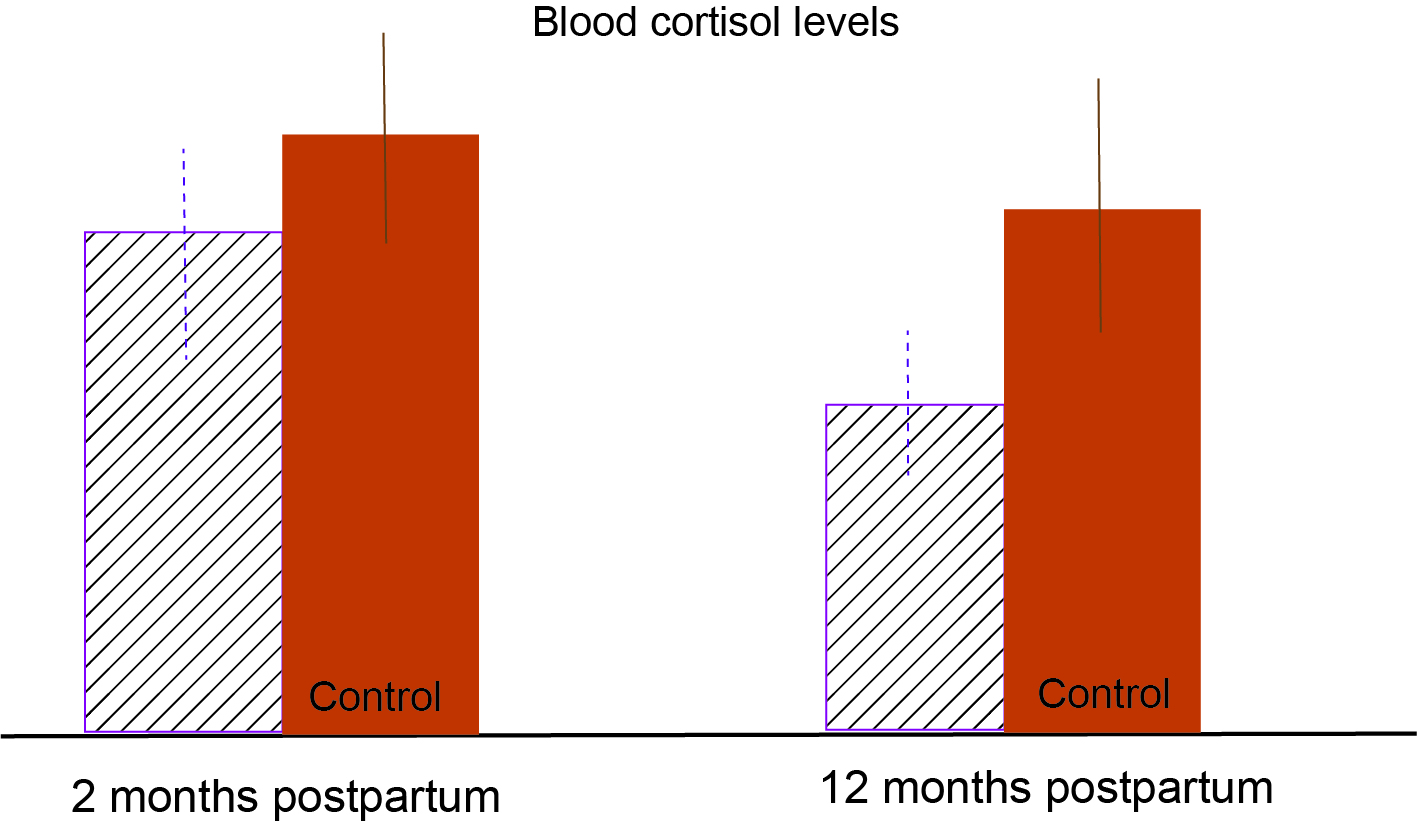 Blood cortisol levels
Control
Control
2 months postpartum
12 months postpartum